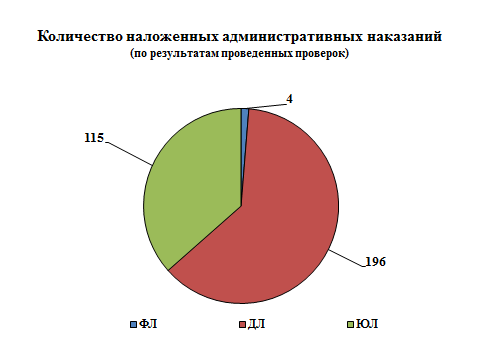 Количество наложенных административных наказаний
(по результатам проведенных проверок)
4
115
196
ФЛ ДЛ ЮЛ